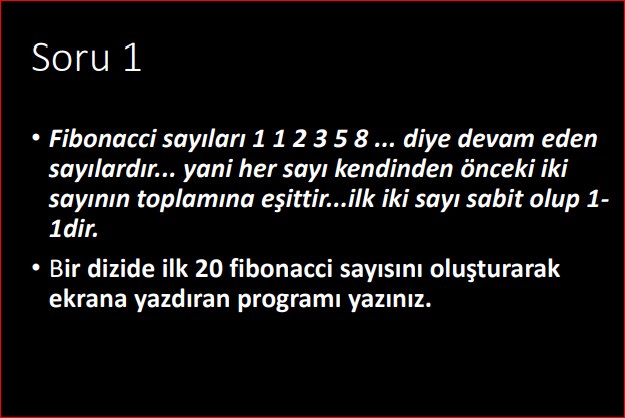 Soru 1
• Fibonacci sayıları 1 1 2 3 5 8 ... diye devam eden
sayılardır... yani her sayı kendinden önceki iki
sayının toplamına eşittir...ilk iki sayı sabit olup 1-
1dir.
• Bir dizide ilk 20 fibonacci sayısını oluşturarak
ekrana yazdıran programı yazınız.